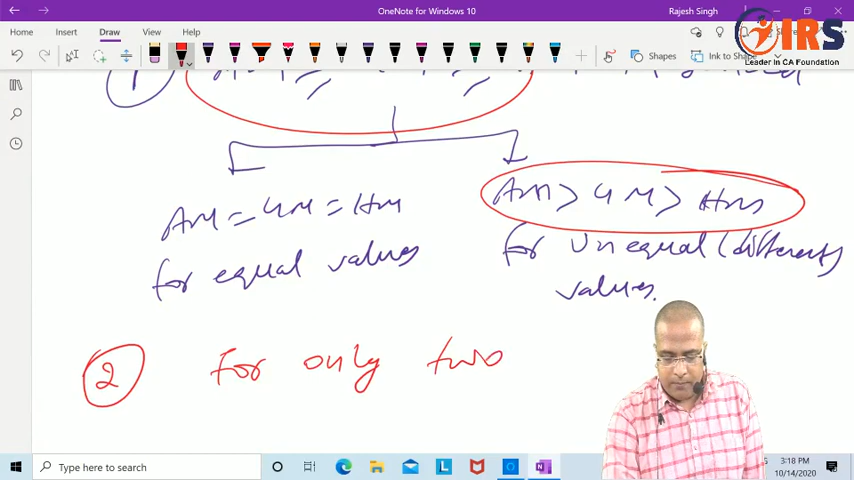 OneNote for Windows 10
Rajesh Singh
Home Insert Draw View Help
IRS
Leader in CA Foundation
Shapes Ink to Shape
1
AM = GM = HM
for equal values
AM > GM > HM
for unequal (different)
values.
2 for only two
Type here to search
3:18 PM
10/14/2020